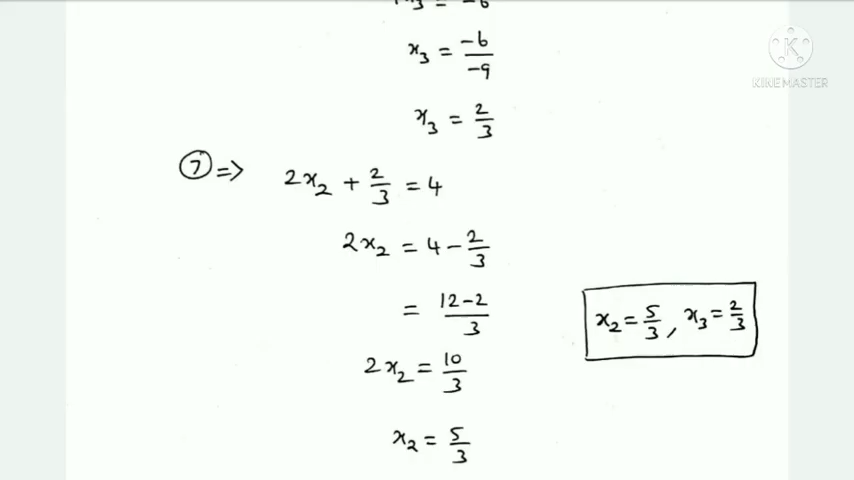 x₃ = -6/-9
KINEMASTER
x₃ = 2/3
⑦ => 2x₂ + 2/3 = 4
2x₂ = 4 - 2/3
= 12-2/3
x₂ = 5/3, x₃ = 2/3
2x₂ = 10/3
x₂ = 5/3